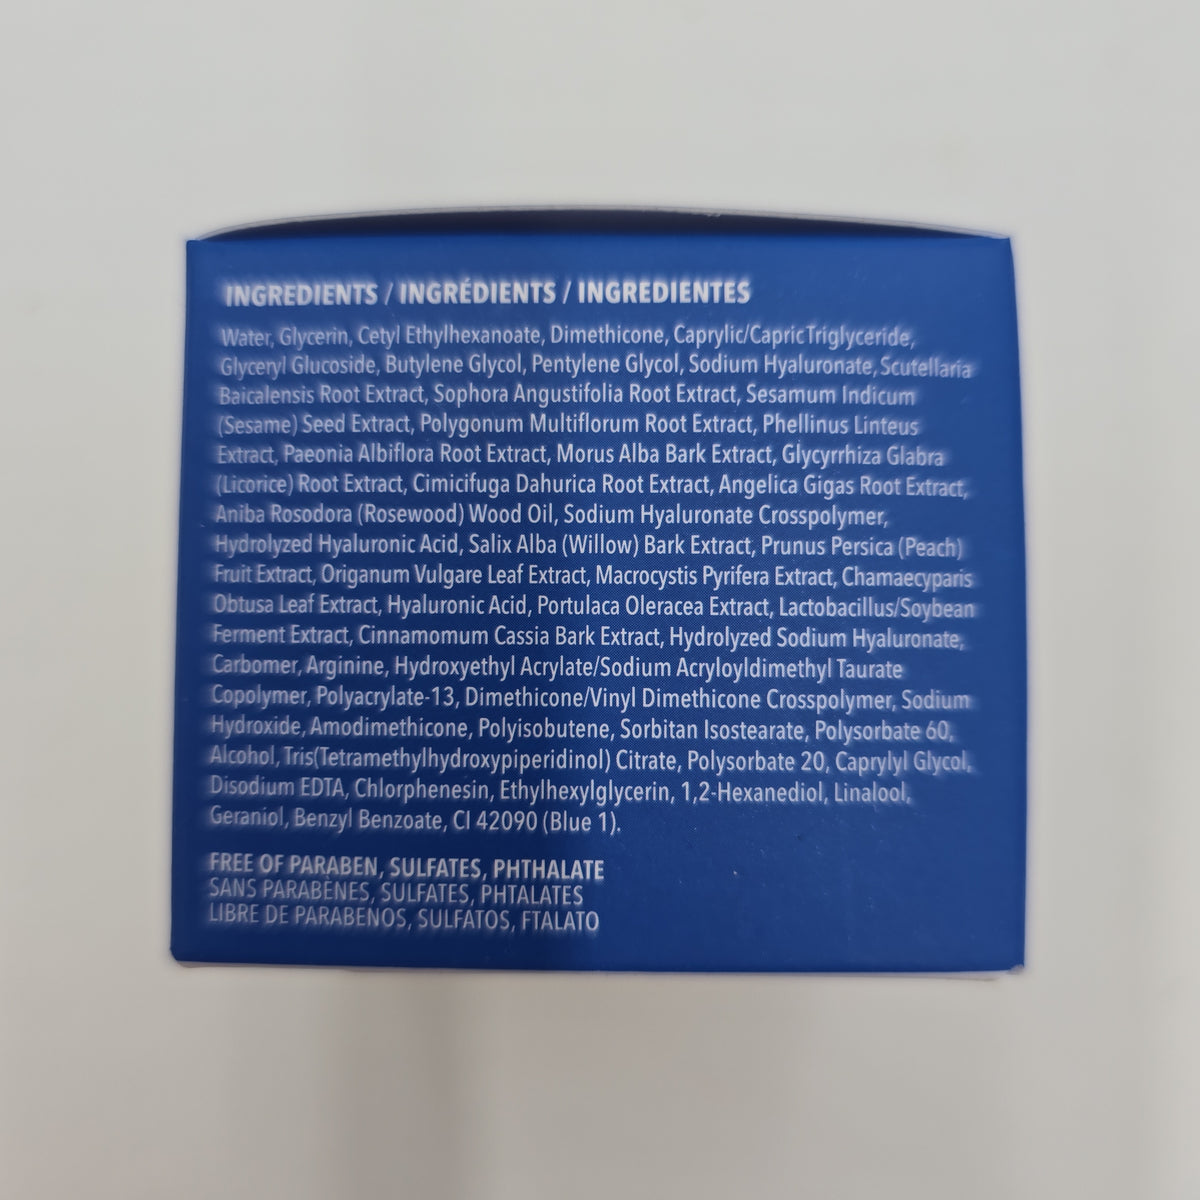 INGREDIENTS / INGRÉDIENTS / INGREDIENTES
Water, Glycerin, Cetyl Ethylhexanoate, Dimethicone, Caprylic/Capric Triglyceride,
Glyceryl Glucoside, Butylene Glycol, Pentylene Glycol, Sodium Hyaluronate, Scutellaria
Baicalensis Root Extract, Sophora Angustifolia Root Extract, Sesamum Indicum
(Sesame) Seed Extract, Polygonum Multiflorum Root Extract, Phellinus Linteus
Extract, Paeonia Albiflora Root Extract, Morus Alba Bark Extract, Glycyrrhiza Glabra
(Licorice) Root Extract, Cimicifuga Dahurica Root Extract, Angelica Gigas Root Extract,
Aniba Rosodora (Rosewood) Wood Oil, Sodium Hyaluronate Crosspolymer,
Hydrolyzed Hyaluronic Acid, Salix Alba (Willow) Bark Extract, Prunus Persica (Peach)
Fruit Extract, Origanum Vulgare Leaf Extract, Macrocystis Pyrifera Extract, Chamaecyparis
Obtusa Leaf Extract, Hyaluronic Acid, Portulaca Oleracea Extract, Lactobacillus/Soybean
Ferment Extract, Cinnamomum Cassia Bark Extract, Hydrolyzed Sodium Hyaluronate,
Carbomer, Arginine, Hydroxyethyl Acrylate/Sodium Acryloyldimethyl Taurate
Copolymer, Polyacrylate-13, Dimethicone/Vinyl Dimethicone Crosspolymer, Sodium
Hydroxide, Amodimethicone, Polyisobutene, Sorbitan Isostearate, Polysorbate 60,
Alcohol, Tris(Tetramethylhydroxypiperidinol) Citrate, Polysorbate 20, Caprylyl Glycol,
Disodium EDTA, Chlorphenesin, Ethylhexylglycerin, 1,2-Hexanediol, Linalool,
Geraniol, Benzyl Benzoate, CI 42090 (Blue 1).
FREE OF PARABEN, SULFATES, PHTHALATE
SANS PARABÈNES, SULFATES, PHTALATES
LIBRE DE PARABENOS, SULFATOS, FTALATO